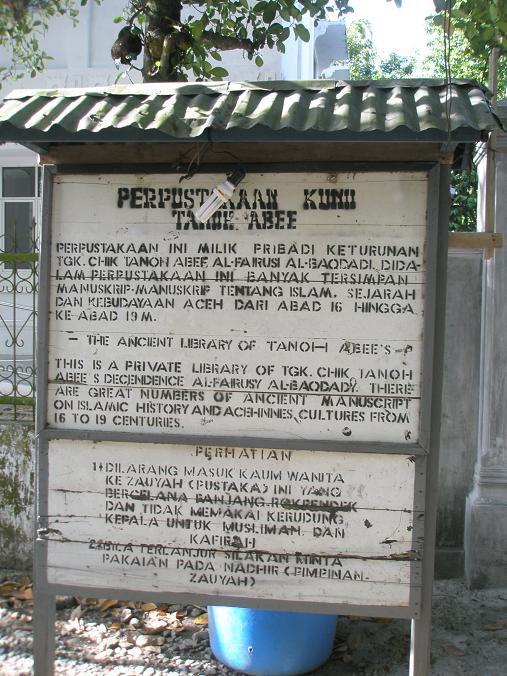 PERPUSTAKAAN KUNU
TANOH ABEE
PERPUSTAKAAN INI MILIK PRIBADI KETURUNAN
TGK. CHIK TANOH ABEE, AL-FAIRUSI AL-BAQDADI, DIDA-
LAM PERPUSTAKAAN INI BANYAK TERSIMPAN
MANUSKRIP-MANUSKRIP TENTANG ISLAM, SEJARAH
DAN KEBUDAYAAN ACEH DARI ABAD 16 HINGGA
KE ABAD 19 M.
- THE ANCIENT LIBRARY OF TANOH ABEE'S -
THIS IS A PRIVATE LIBRARY OF TGK. CHIK TANOH
ABEE S DECENDENCE AL-FAIRUSY AL-BAQDADY. THERE
ARE GREAT NUMBERS OF ANCIENT MANUSCRIPT
ON ISLAMIC HISTORY AND ACEHNINES, CULTURES FROM
16 TO 19 CENTURIES.
PERHATIAN
1) DILARANG MASUK KAUM WANITA
KE ZAUYAH (PUSTAKA) INI YANG
BERCELANA PANJANG, ROK PENDEK
DAN TIDAK MEMAKAI KERUDUNG,
KEPALA UNTUK MUSLIMAN DAN
KAFIRAH
2) BILA TERLANJUR SILAKAN MINTA
PAKAIAN PADA NADHIR (PIMPINAN-
ZAUYAH)